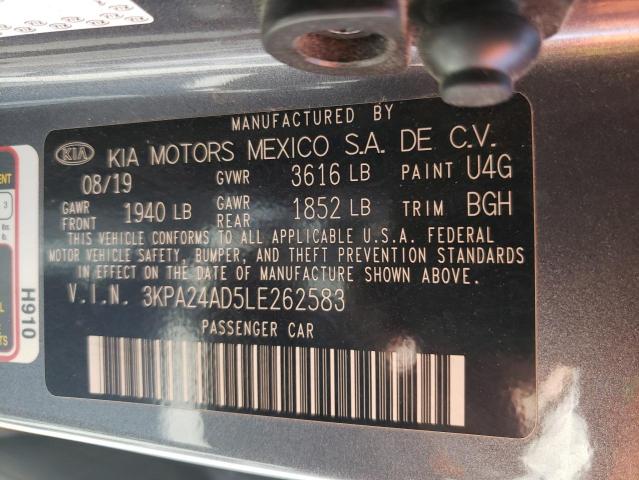 MANUFACTURED BY
KIA KIA MOTORS MEXICO S.A. DE C.V.
08/19 GVWR 3616 LB PAINT U4G
GAWR FRONT 1940 LB GAWR REAR 1852 LB TRIM BGH
THIS VEHICLE CONFORMS TO ALL APPLICABLE U.S.A. FEDERAL
MOTOR VEHICLE SAFETY, BUMPER, AND THEFT PREVENTION STANDARDS
IN EFFECT ON THE DATE OF MANUFACTURE SHOWN ABOVE.
V.I.N. 3KPA24AD5LE262583
PASSENGER CAR
H910
3